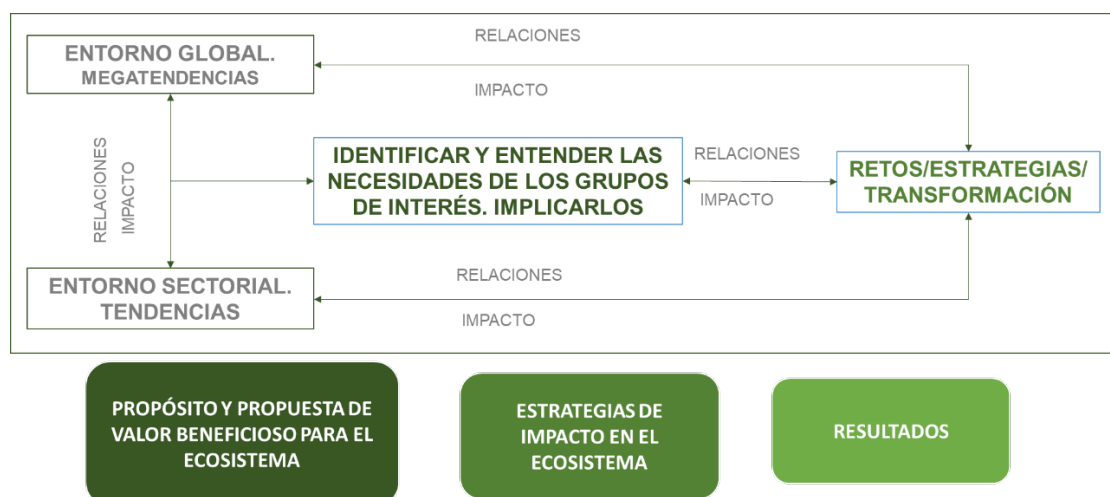 RELACIONES
ENTORNO GLOBAL.
MEGATENDENCIAS
IMPACTO
RELACIONES
IMPACTO
IDENTIFICAR Y ENTENDER LAS
NECESIDADES DE LOS GRUPOS
DE INTERÉS. IMPLICARLOS
RELACIONES
IMPACTO
RETOS/ESTRATEGIAS/
TRANSFORMACIÓN
ENTORNO SECTORIAL.
TENDENCIAS
RELACIONES
IMPACTO
PROPÓSITO Y PROPUESTA DE
VALOR BENEFICIOSO PARA EL
ECOSISTEMA
ESTRATEGIAS DE
IMPACTO EN EL
ECOSISTEMA
RESULTADOS